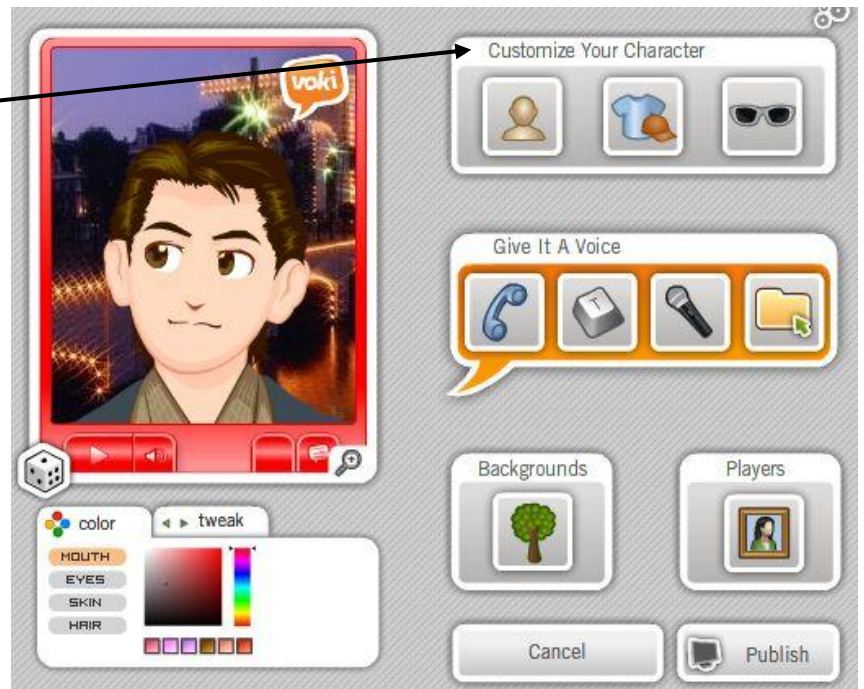 voki
Customize Your Character
Give It A Voice
T
Backgrounds
Players
color
tweak
MOUTH
EYES
SKIN
HAIR
Cancel
Publish